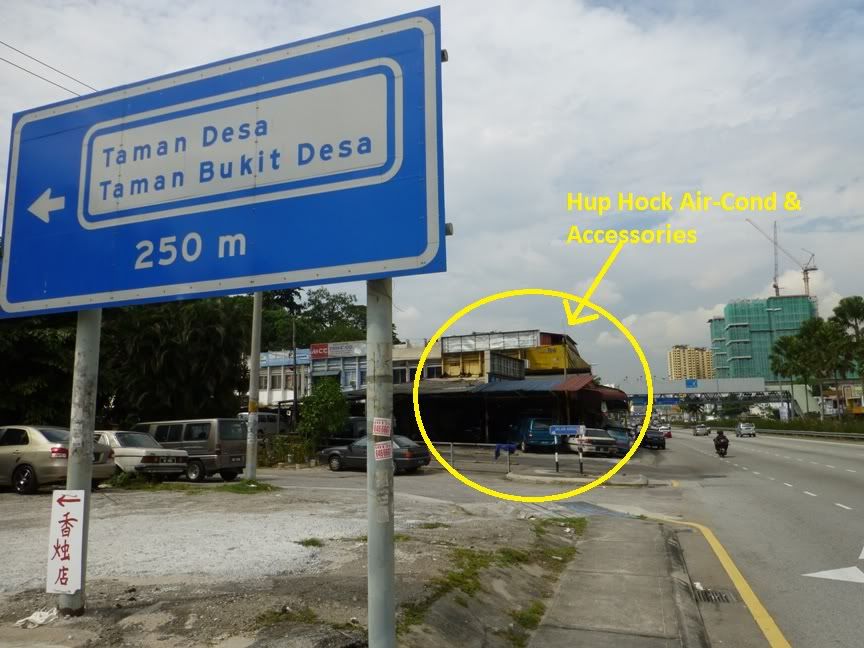 Taman Desa
Taman Bukit Desa
250 m
Hup Hock Air-Cond &
Accessories
香
烛
店